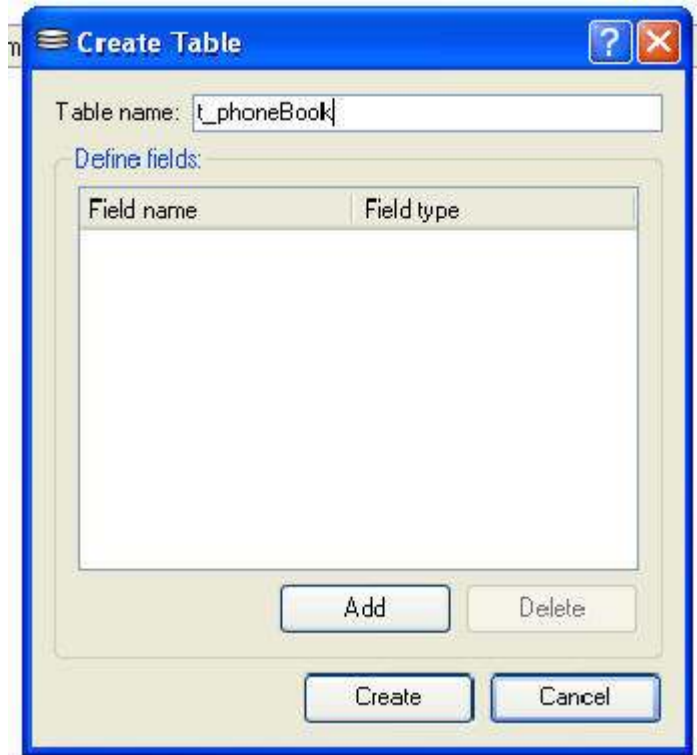 m
Create Table
?
Table name: t_phoneBook
Define fields:
Field name Field type
Add Delete
Create Cancel